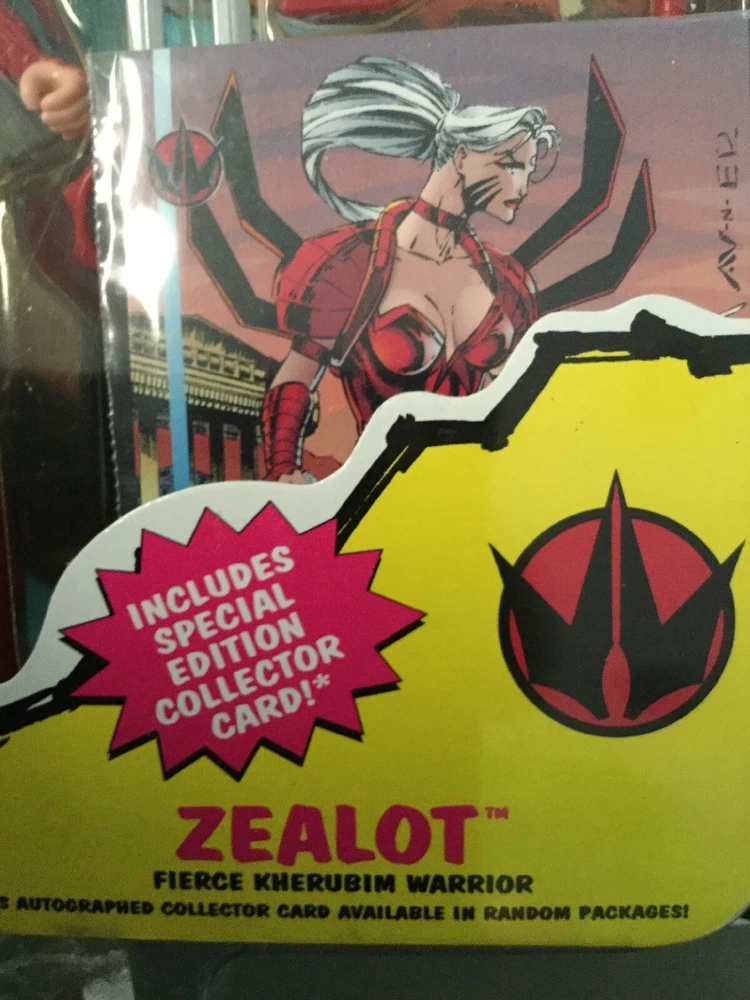 INCLUDES
SPECIAL
EDITION
COLLECTOR
CARD!*
ZEALOT™
FIERCE KHERUBIM WARRIOR
AUTOGRAPHED COLLECTOR CARD AVAILABLE IN RANDOM PACKAGES!